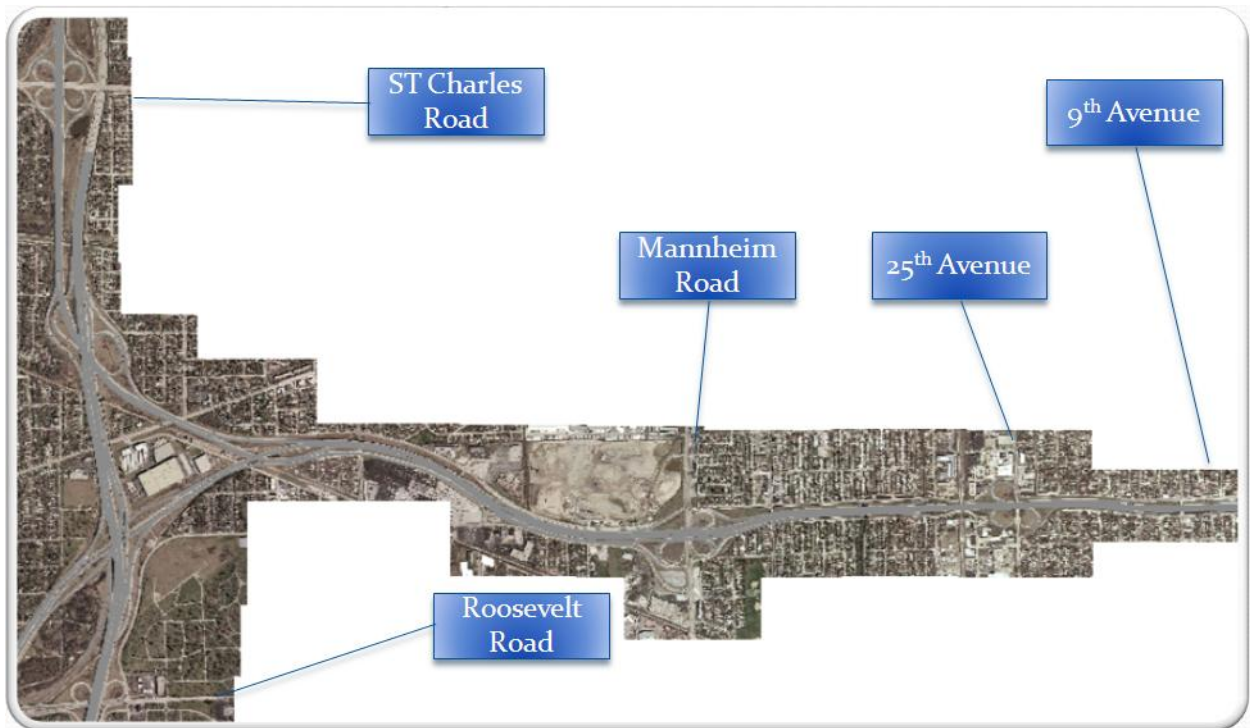 ST Charles
Road
9th Avenue
Mannheim
Road
25th Avenue
Roosevelt
Road